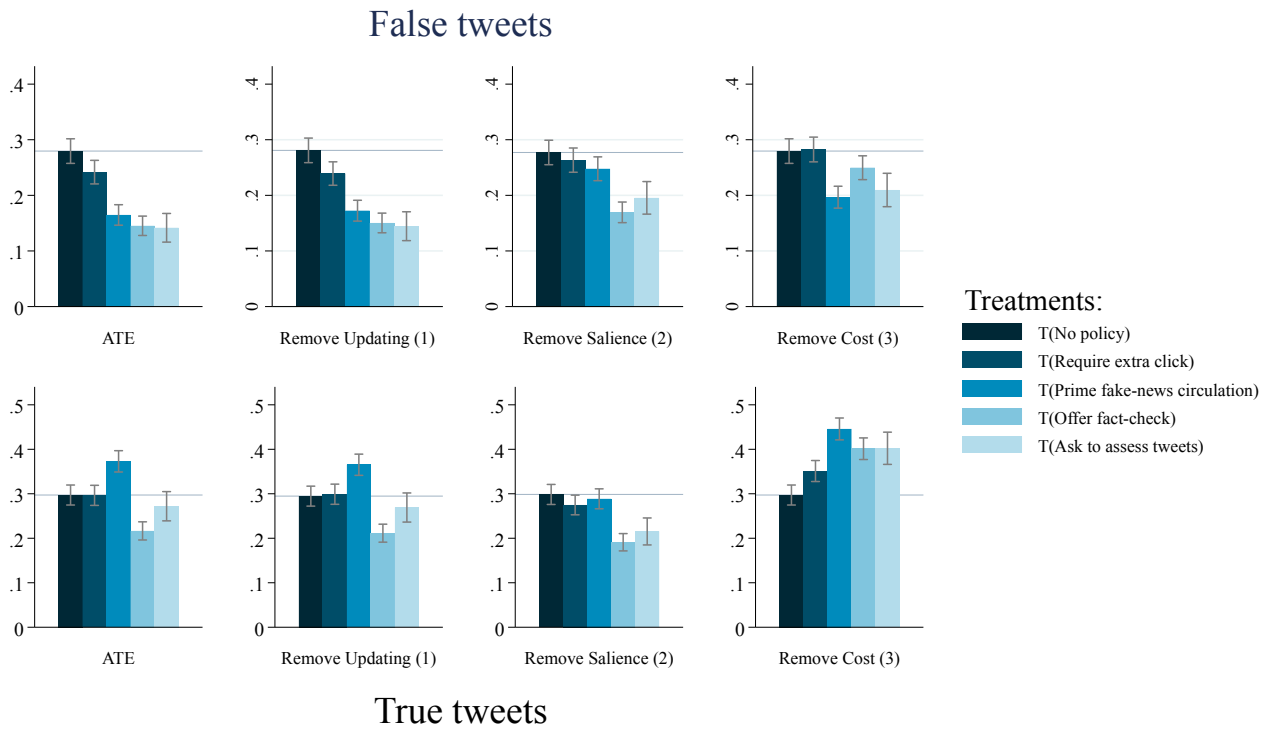 False tweets
.4
.3
.2
.1
0
ATE
.4
.3
.2
.1
0
Remove Updating (1)
.4
.3
.2
.1
0
Remove Salience (2)
.4
.3
.2
.1
0
Remove Cost (3)
Treatments:
T(No policy)
T(Require extra click)
T(Prime fake-news circulation)
T(Offer fact-check)
T(Ask to assess tweets)
.5
.4
.3
.2
.1
0
ATE
.5
.4
.3
.2
.1
0
Remove Updating (1)
.5
.4
.3
.2
.1
0
Remove Salience (2)
.5
.4
.3
.2
.1
0
Remove Cost (3)
True tweets